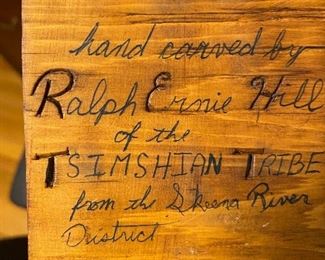 hand carved by
Ralph Ernie Hill
of the
TSIMSHIAN TRIBE
from the Skeena River
District